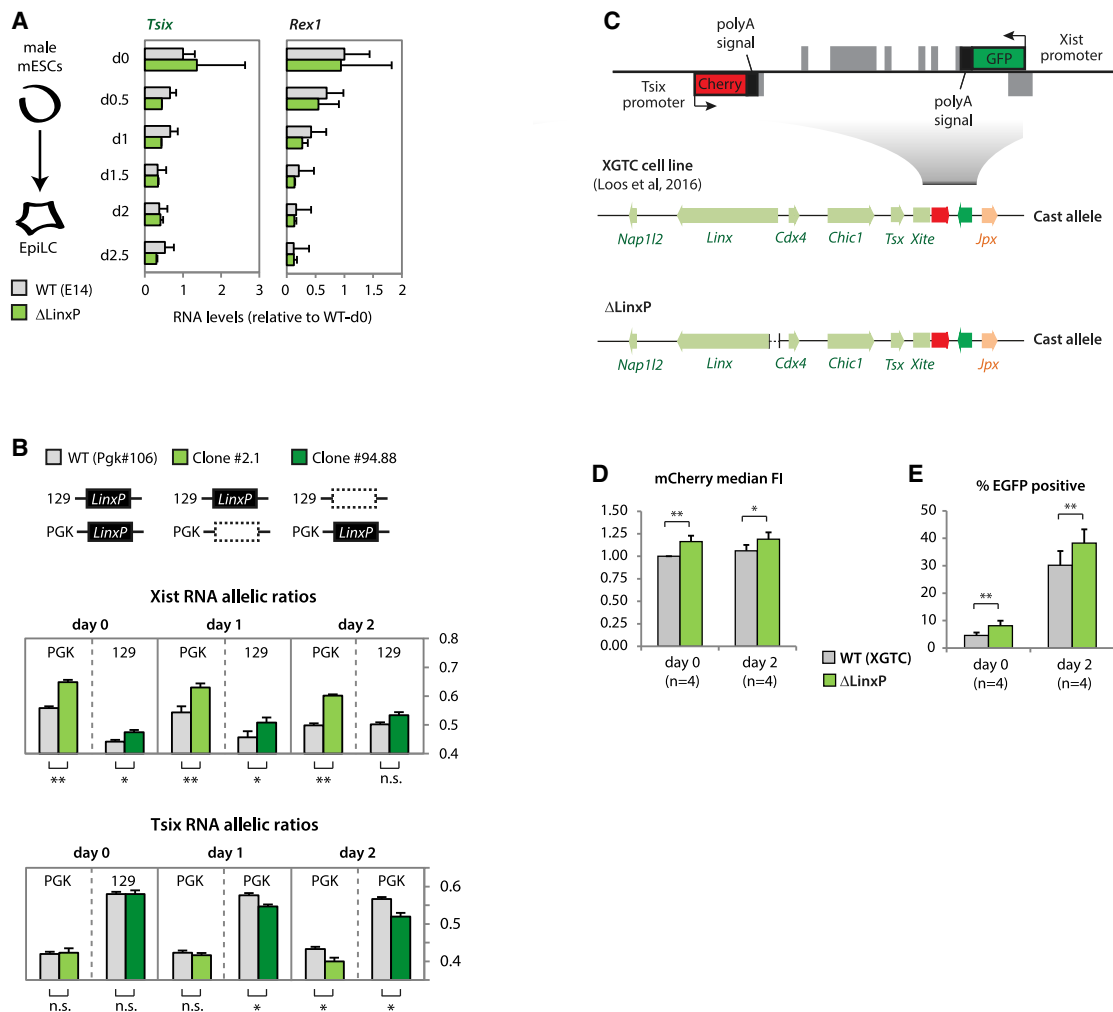 A
male
mESCs
EpiLC
WT (E14)
ΔLinxP
Tsix
Rex1
d0
d0.5
d1
d1.5
d2
d2.5
0 1 2 3
0 0.5 1 1.5 2
RNA levels (relative to WT-d0)
B
WT (Pgk#106) Clone #2.1 Clone #94.88
129 LinxP 129 LinxP 129
PGK LinxP PGK PGK LinxP
Xist RNA allelic ratios
day 0 day 1 day 2
PGK 129 PGK 129 PGK 129
0.8
0.7
0.6
0.5
0.4
** * ** * ** n.s.
Tsix RNA allelic ratios
day 0 day 1 day 2
PGK 129 PGK PGK PGK PGK
0.6
0.5
0.4
n.s. n.s. n.s. * * *
C
polyA
signal
Xist
promoter
GFP
Cherry
Tsix
promoter
polyA
signal
XGTC cell line
(Loos et al, 2016)
Cast allele
Nap1l2 Linx Cdx4 Chic1 Tsx Xite Jpx
ΔLinxP
Cast allele
Nap1l2 Linx Cdx4 Chic1 Tsx Xite Jpx
D
mCherry median FI
1.50
1.25
1.00
0.75
0.50
0.25
0.00
** *
day 0 day 2
(n=4) (n=4)
WT (XGTC)
ΔLinxP
E
% EGFP positive
50
40
30
20
10
0
** **
day 0 day 2
(n=4) (n=4)